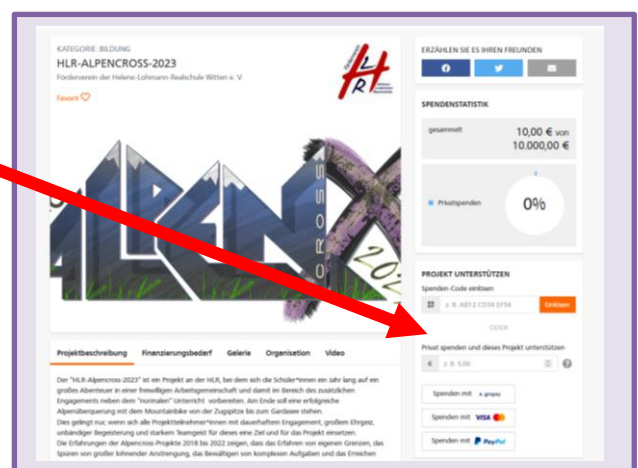 KATEGORIE: BILDUNG
HLR-ALPENCROSS-2023
Förderverein der Helene-Lohmann-Realschule Witten e. V.
Favorit
HLR
ALPEN X
CROSS
202
Projektbeschreibung Finanzierungsbedarf Galerie Organisation Video
Der "HLR-Alpencross-2023" ist ein Projekt an der HLR, bei dem sich die Schüler*innen ein Jahr lang auf ein
großes Abenteuer in einer freiwilligen Arbeitsgemeinschaft und damit im Bereich des zusätzlichen
Engagements neben dem "normalen" Unterricht vorbereiten. Am Ende soll eine erfolgreiche
Alpenüberquerung mit dem Mountainbike von der Zugspitze bis zum Gardasee stehen.
Dies gelingt nur, wenn sich alle Projektteilnehmer*innen mit dauerhaftem Engagement, großem Ehrgeiz,
unbändiger Begeisterung und starkem Teamgeist für dieses eine Ziel und für das Projekt einsetzen.
Die Erfahrungen der Alpencross-Projekte 2018 bis 2022 zeigen, dass das Erfahren von eigenen Grenzen, das
Spüren von großer lohnender Anstrengung, das Bewältigen von komplexen Aufgaben und das Erreichen
ERZÄHLEN SIE ES IHREN FREUNDEN
SPENDENSTATISTIK
gesammelt 10,00 € von
10.000,00 €
Privatspenden 0%
PROJEKT UNTERSTÜTZEN
Spenden-Code einlösen
z. B. AB12 CD34 EF56 Einlösen
ODER
Privat spenden und dieses Projekt unterstützen
€ z. B. 5,00
Spenden mit giropay
Spenden mit VISA
Spenden mit PayPal